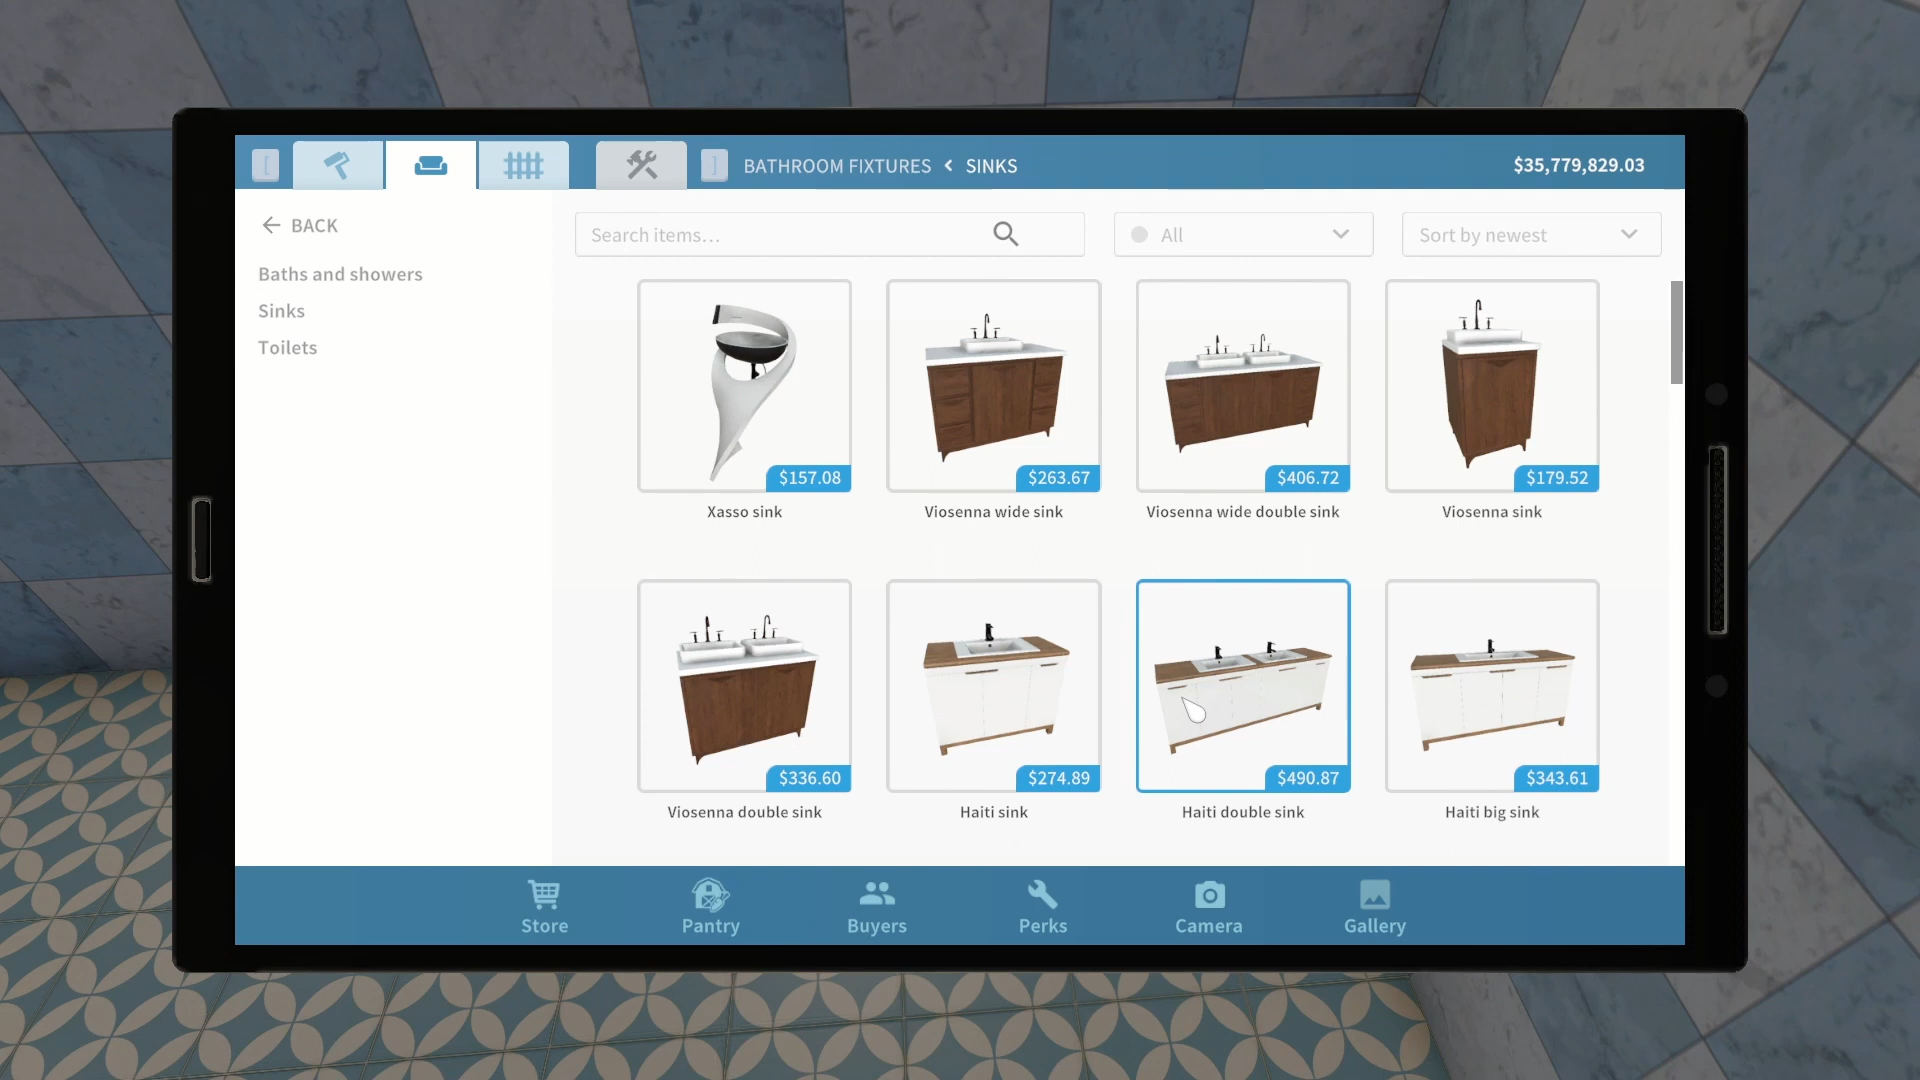 [
]
BATHROOM FIXTURES < SINKS
$35,779,829.03
BACK
Baths and showers
Sinks
Toilets
Search items...
All
Sort by newest
$157.08
$263.67
$406.72
$179.52
Xasso sink
Viosenna wide sink
Viosenna wide double sink
Viosenna sink
$336.60
$274.89
$490.87
$343.61
Viosenna double sink
Haiti sink
Haiti double sink
Haiti big sink
Store
Pantry
Buyers
Perks
Camera
Gallery